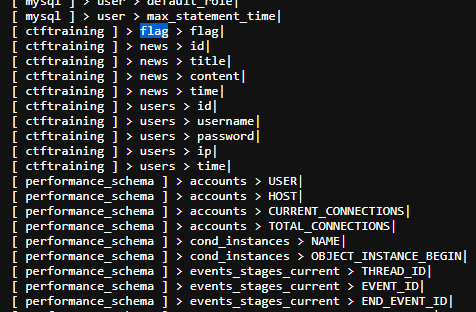 [ mysql ] > user > default_role|
[ mysql ] > user > max_statement_time|
[ ctftraining ] > flag > flag|
[ ctftraining ] > news > id|
[ ctftraining ] > news > title|
[ ctftraining ] > news > content|
[ ctftraining ] > news > time|
[ ctftraining ] > users > id|
[ ctftraining ] > users > username|
[ ctftraining ] > users > password|
[ ctftraining ] > users > ip|
[ ctftraining ] > users > time|
[ performance_schema ] > accounts > USER|
[ performance_schema ] > accounts > HOST|
[ performance_schema ] > accounts > CURRENT_CONNECTIONS|
[ performance_schema ] > accounts > TOTAL_CONNECTIONS|
[ performance_schema ] > cond_instances > NAME|
[ performance_schema ] > cond_instances > OBJECT_INSTANCE_BEGIN|
[ performance_schema ] > events_stages_current > THREAD_ID|
[ performance_schema ] > events_stages_current > EVENT_ID|
[ performance_schema ] > events_stages_current > END_EVENT_ID|